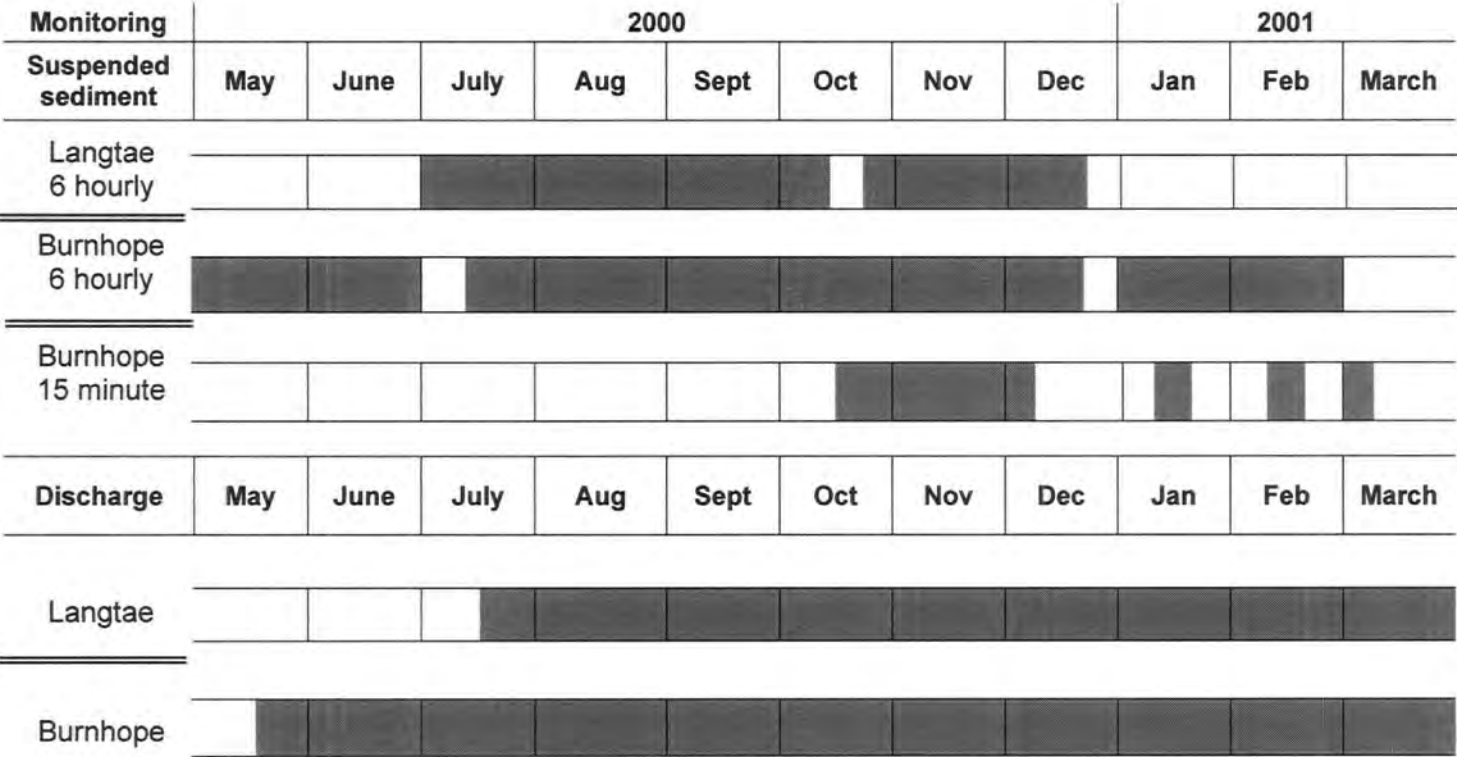 Monitoring 2000 2001
Suspended sediment May June July Aug Sept Oct Nov Dec Jan Feb March
Langtae
6 hourly
Burnhope
6 hourly
Burnhope
15 minute
Discharge May June July Aug Sept Oct Nov Dec Jan Feb March
Langtae
Burnhope